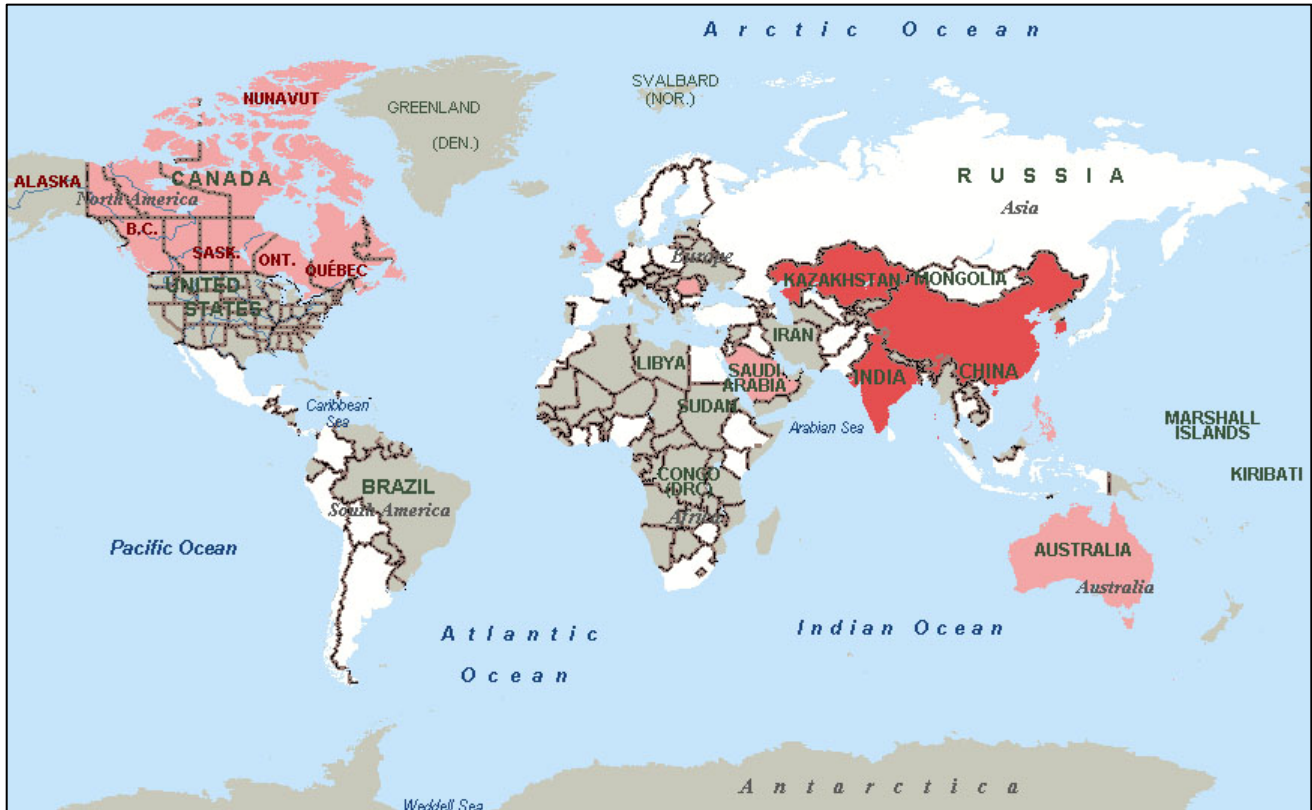 Arctic Ocean
SVALBARD
(NOR.)
NUNAVUT
GREENLAND
(DEN.)
ALASKA
CANADA
North America
RUSSIA
Asia
B.C.
SASK.
ONT.
QUÉBEC
Europe
UNITED
STATES
KAZAKHSTAN
MONGOLIA
IRAN
LIBYA
SAUDI
ARABIA
INDIA
CHINA
SUDAN
Caribbean
Sea
Arabian Sea
MARSHALL
ISLANDS
KIRIBATI
BRAZIL
South America
CONGO
(DRC)
Africa
Pacific Ocean
AUSTRALIA
Australia
Atlantic
Ocean
Indian Ocean
Antarctica
Weddell Sea